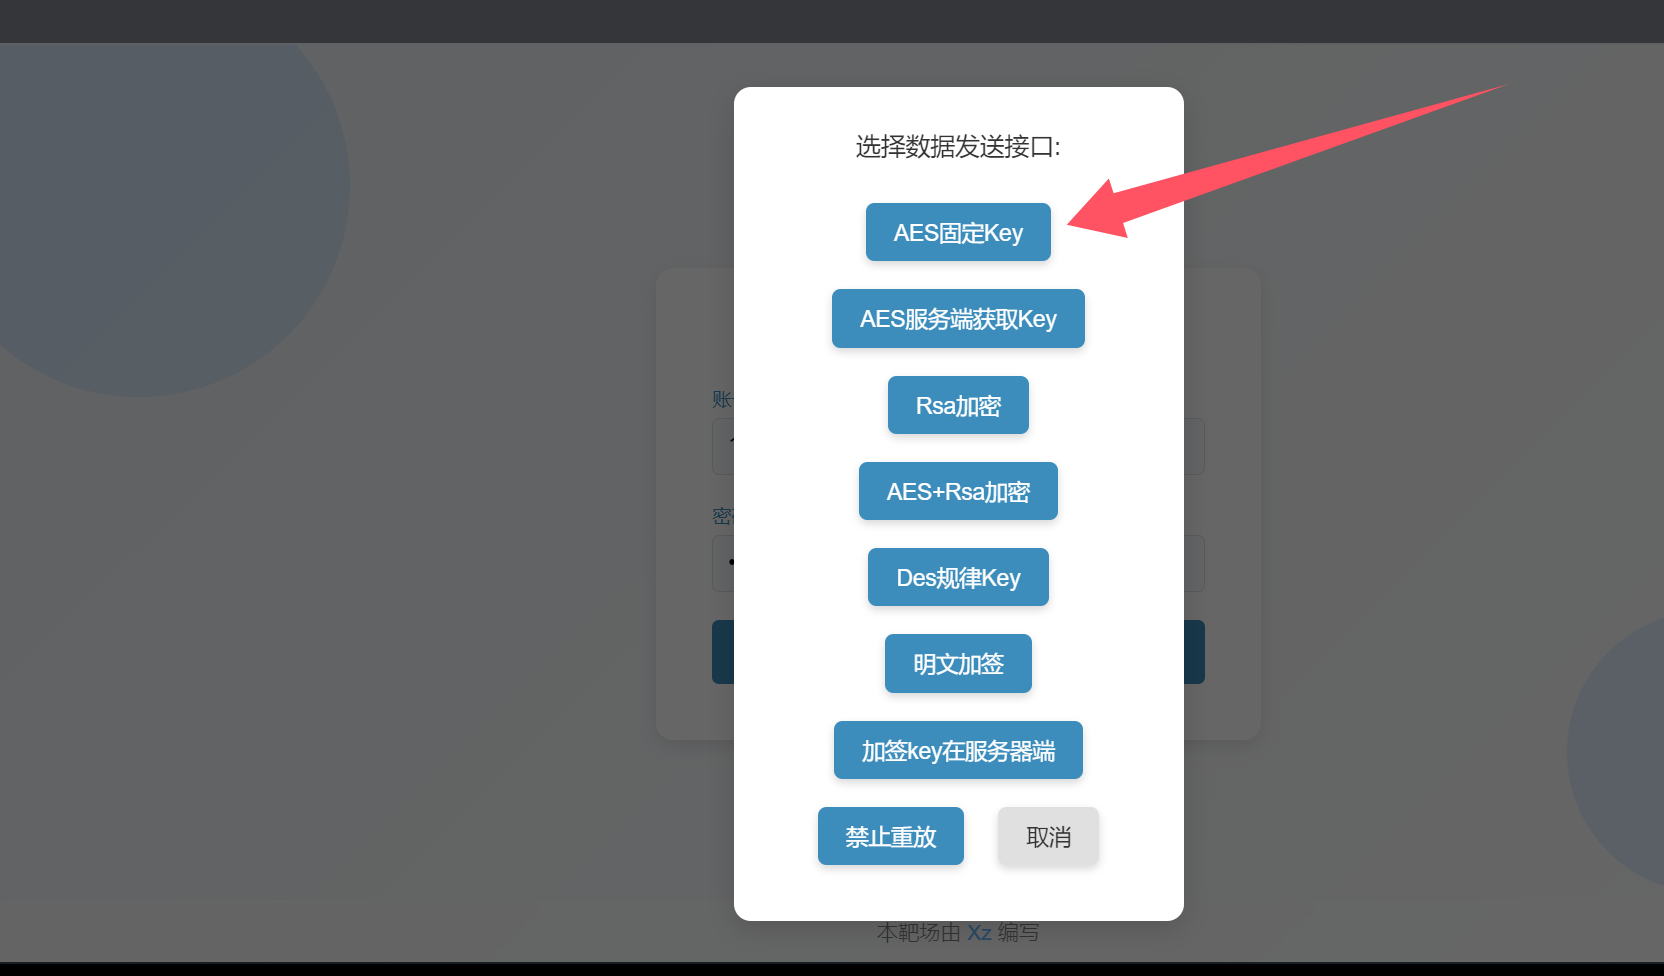 选择数据发送接口:
AES固定Key
AES服务端获取Key
Rsa加密
账
AES+Rsa加密
密
Des规律Key
明文加签
加签key在服务器端
禁止重放 取消
本靶场由 Xz 编写